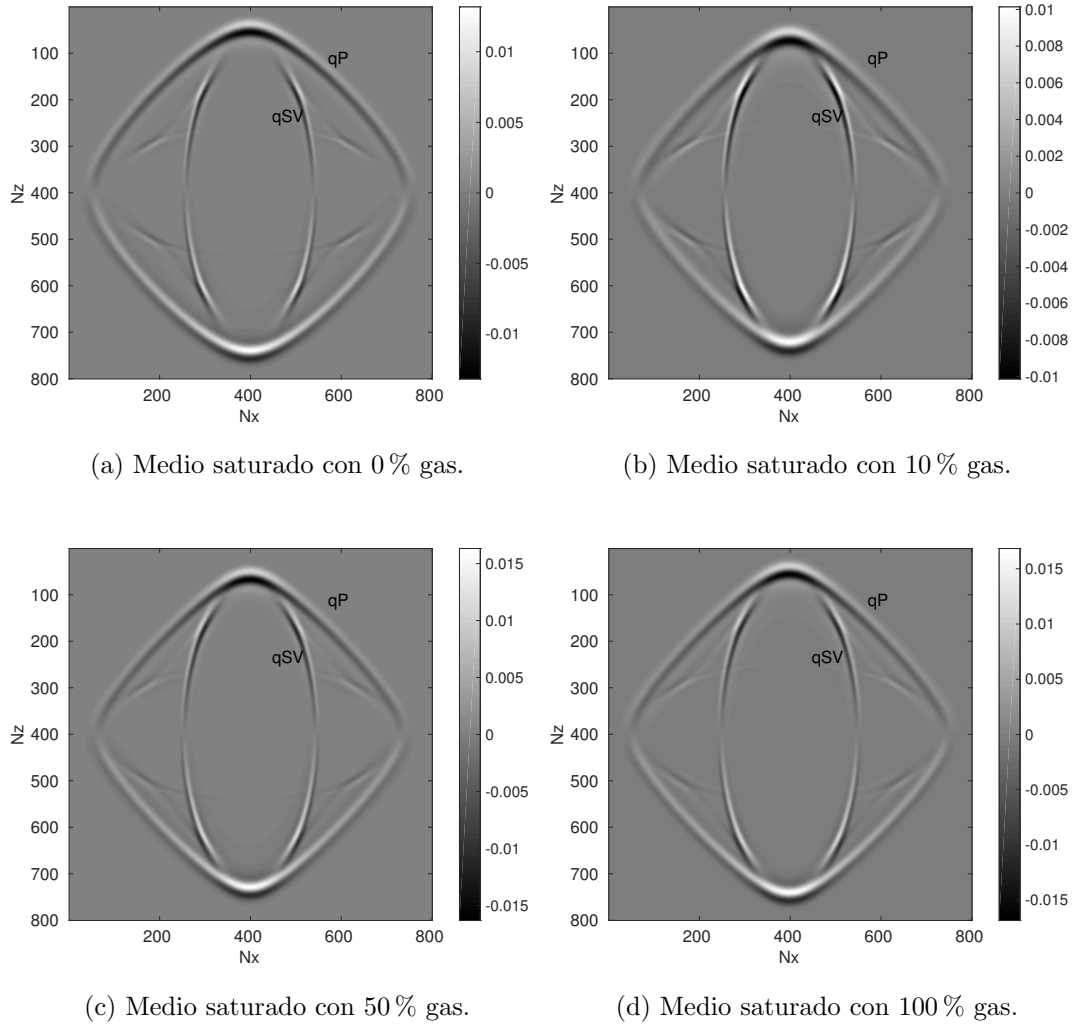 qP
qSV
100
200
300
400
500
600
700
800
Nz
200 400 600 800
Nx
0.01
0.005
0
-0.005
-0.01
(a) Medio saturado con 0 % gas.
qP
qSV
100
200
300
400
500
600
700
800
Nz
200 400 600 800
Nx
0.01
0.008
0.006
0.004
0.002
0
-0.002
-0.004
-0.006
-0.008
-0.01
(b) Medio saturado con 10 % gas.
qP
qSV
100
200
300
400
500
600
700
800
Nz
200 400 600 800
Nx
0.015
0.01
0.005
0
-0.005
-0.01
-0.015
(c) Medio saturado con 50 % gas.
qP
qSV
100
200
300
400
500
600
700
800
Nz
200 400 600 800
Nx
0.015
0.01
0.005
0
-0.005
-0.01
-0.015
(d) Medio saturado con 100 % gas.